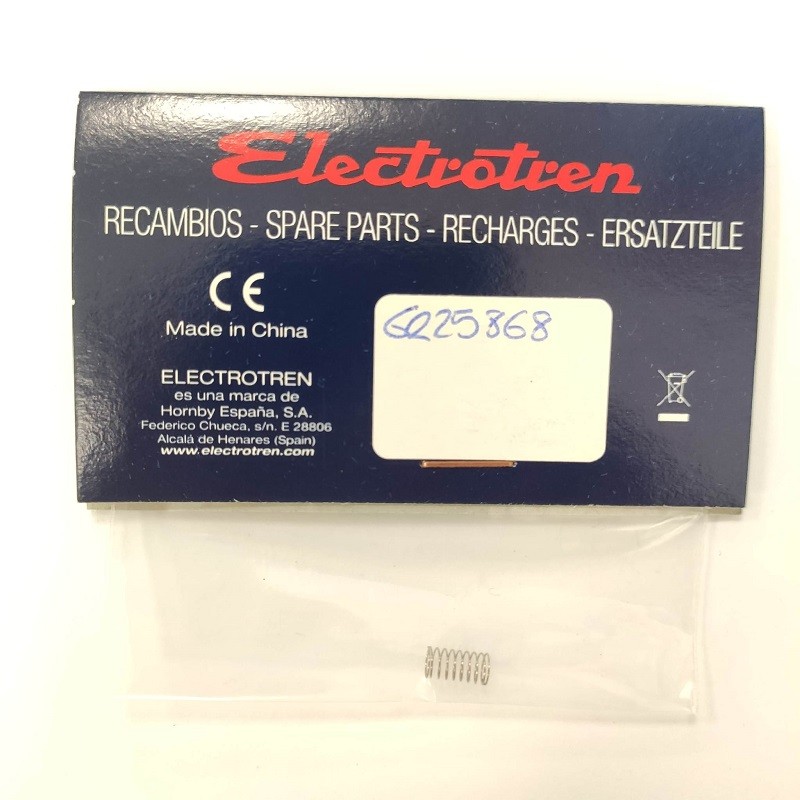 Electrotren
RECAMBIOS - SPARE PARTS - RECHARGES - ERSATZTEILE
CE
Made in China
GR25868
ELECTROTREN
es una marca de
Hornby España, S.A.
Federico Chueca, s/n. E 28806
Alcalá de Henares (Spain)
www.electrotren.com